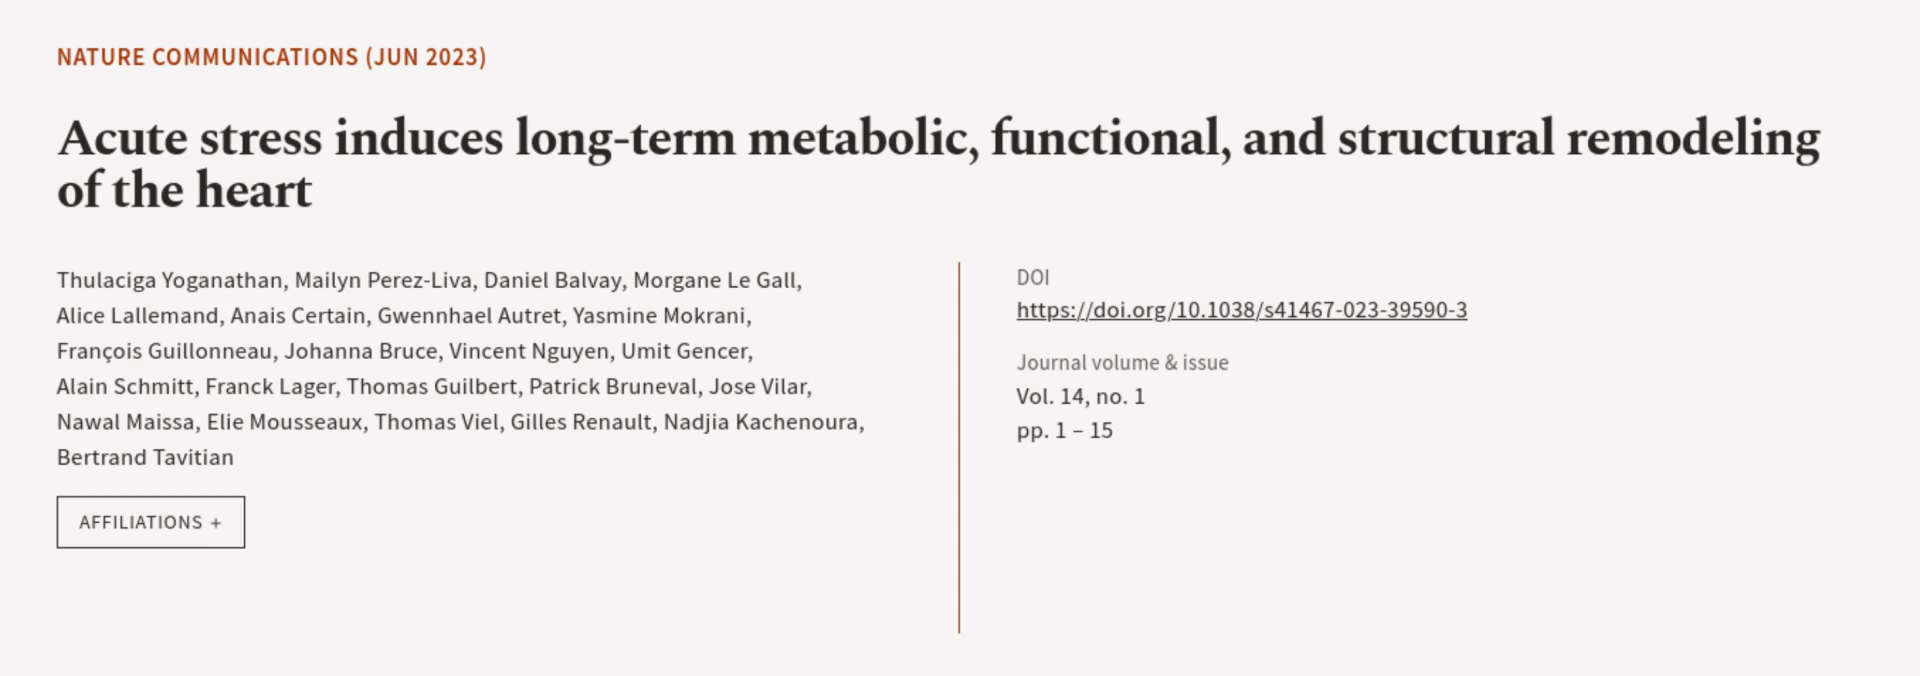 NATURE COMMUNICATIONS (JUN 2023)
Acute stress induces long-term metabolic, functional, and structural remodeling
of the heart
Thulaciga Yoganathan, Mailyn Perez-Liva, Daniel Balvay, Morgane Le Gall,
Alice Lallemand, Anais Certain, Gwennhael Autret, Yasmine Mokrani,
François Guillonneau, Johanna Bruce, Vincent Nguyen, Umit Gencer,
Alain Schmitt, Franck Lager, Thomas Guilbert, Patrick Bruneval, Jose Vilar,
Nawal Maissa, Elie Mousseaux, Thomas Viel, Gilles Renault, Nadjia Kachenoura,
Bertrand Tavitian
AFFILIATIONS +
DOI
https://doi.org/10.1038/s41467-023-39590-3
Journal volume & issue
Vol. 14, no. 1
pp. 1 – 15